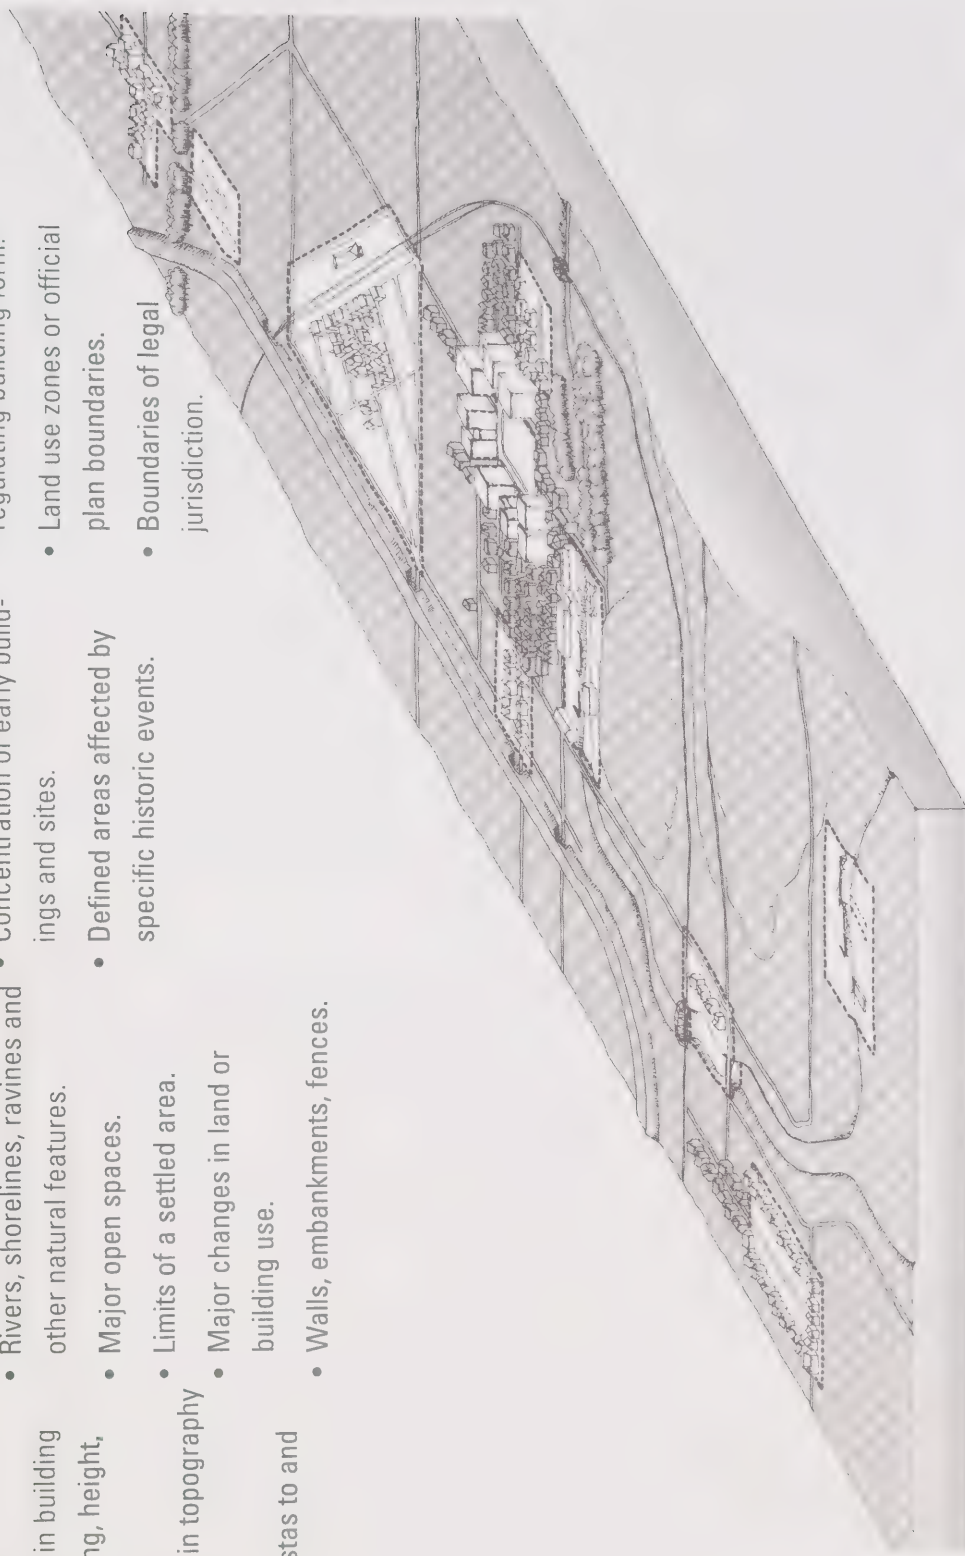 in building
ng, height,
in topography
stas to and
• Rivers, shorelines, ravines and
other natural features.
• Major open spaces.
• Limits of a settled area.
• Major changes in land or
building use.
• Walls, embankments, fences.
• Concentration of early build-
ings and sites.
• Defined areas affected by
specific historic events.
regulating building form.
• Land use zones or official
plan boundaries.
• Boundaries of legal
jurisdiction.